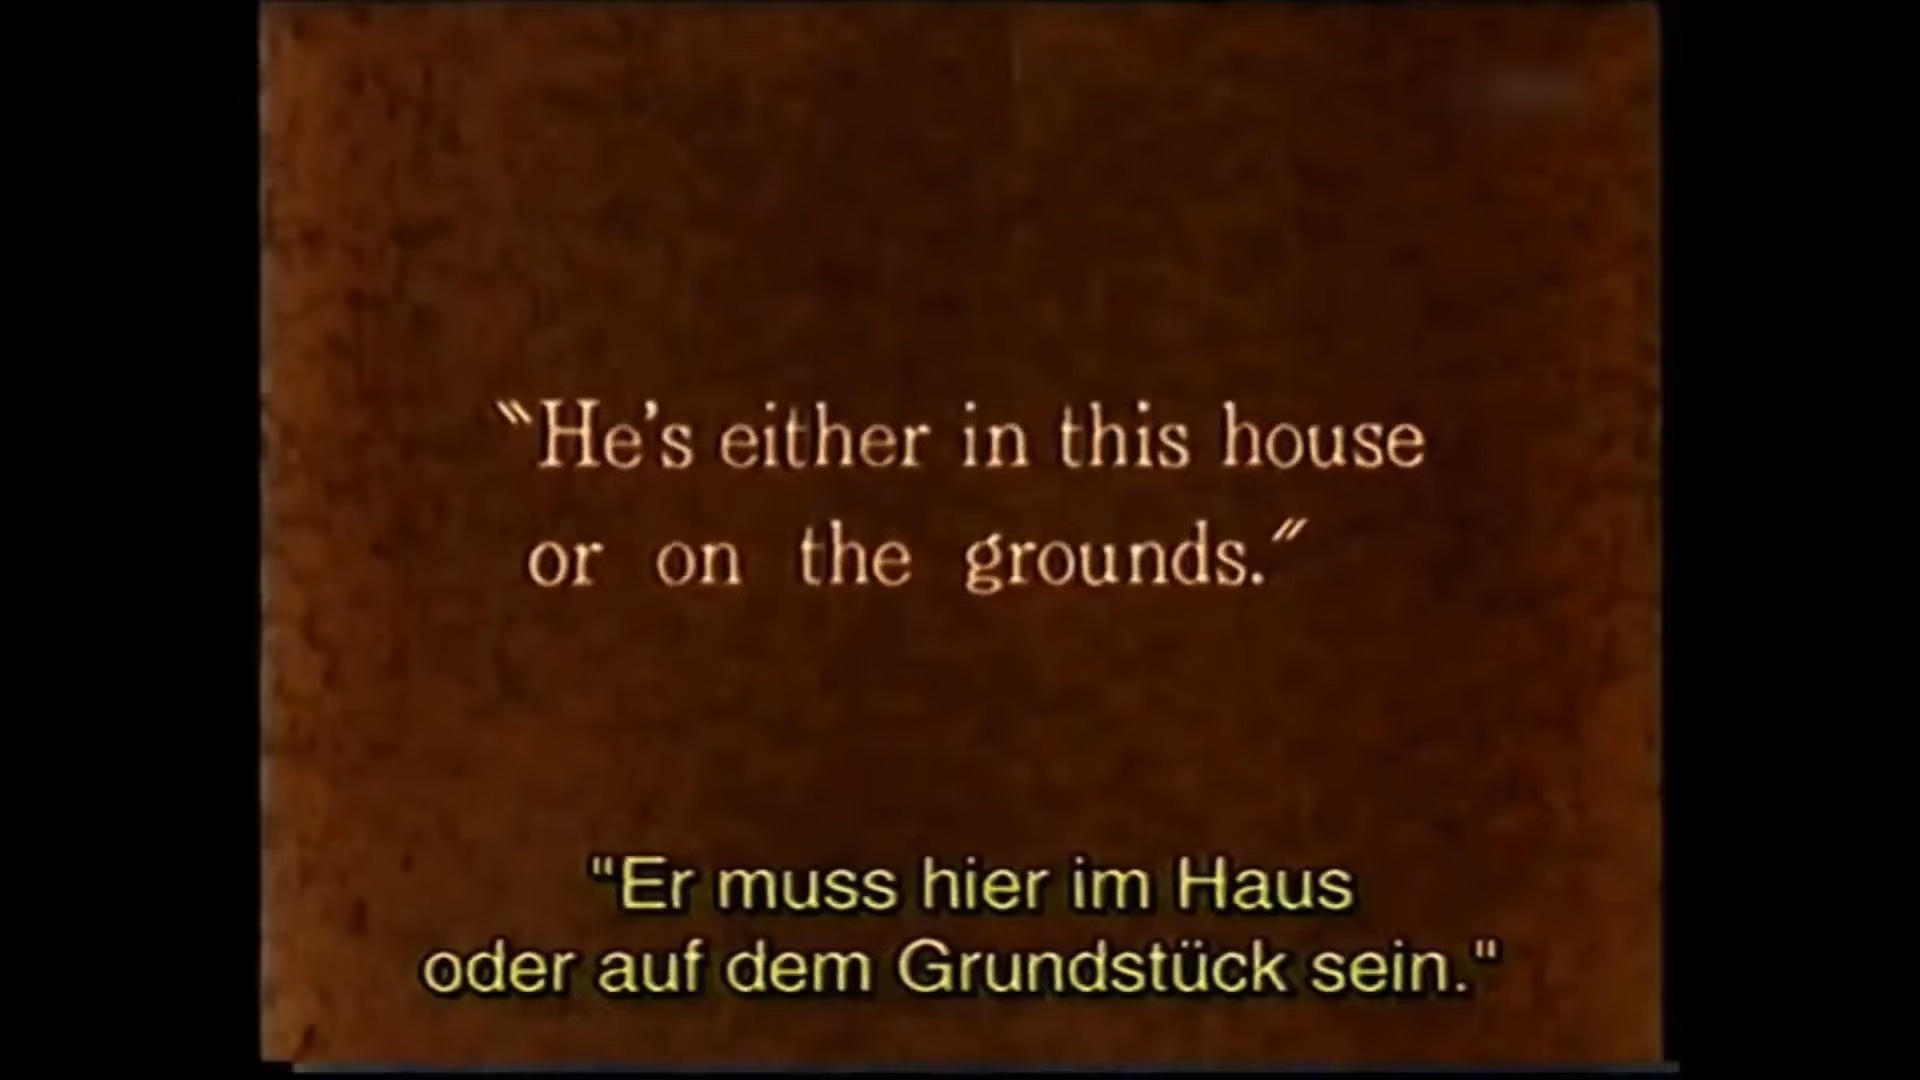 "He's either in this house
or on the grounds."
"Er muss hier im Haus
oder auf dem Grundstück sein."